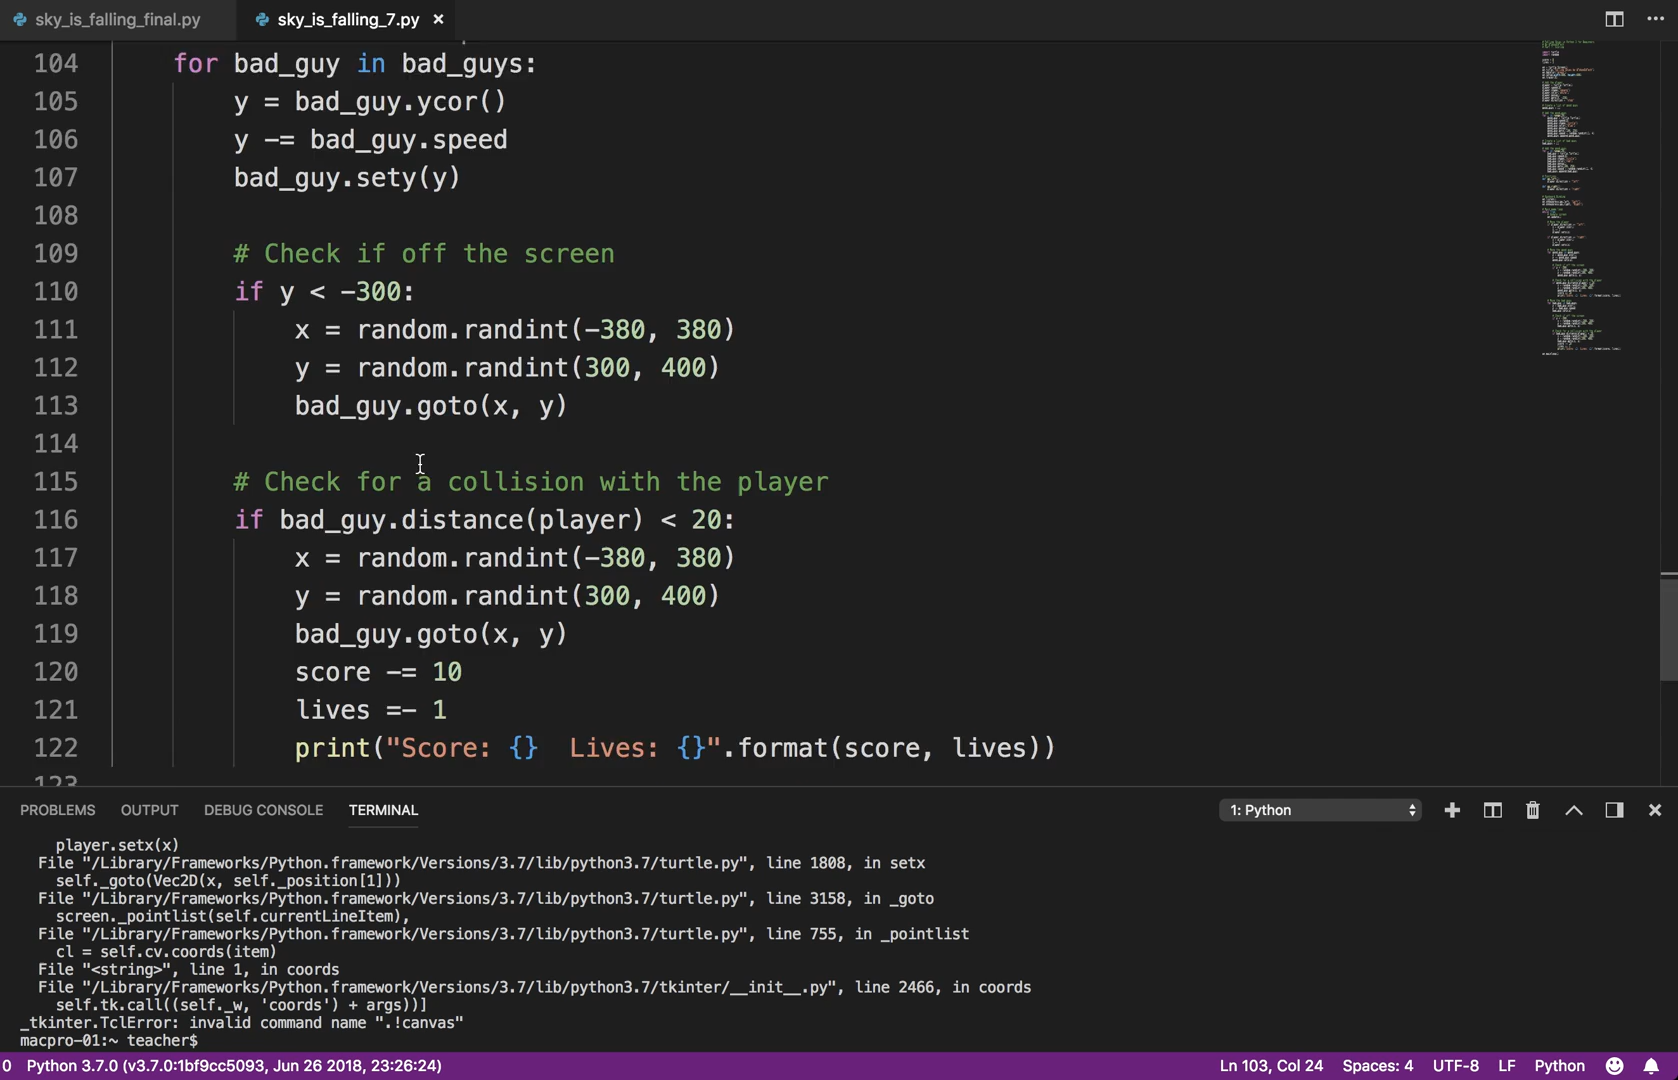 sky_is_falling_final.py sky_is_falling_7.py ×
104 for bad_guy in bad_guys:
105 y = bad_guy.ycor()
106 y -= bad_guy.speed
107 bad_guy.sety(y)
108
109 # Check if off the screen
110 if y < -300:
111 x = random.randint(-380, 380)
112 y = random.randint(300, 400)
113 bad_guy.goto(x, y)
114
115 # Check for a collision with the player
116 if bad_guy.distance(player) < 20:
117 x = random.randint(-380, 380)
118 y = random.randint(300, 400)
119 bad_guy.goto(x, y)
120 score -= 10
121 lives =- 1
122 print("Score: {}  Lives: {}".format(score, lives))
123
PROBLEMS OUTPUT DEBUG CONSOLE TERMINAL 1: Python
player.setx(x)
File "/Library/Frameworks/Python.framework/Versions/3.7/lib/python3.7/turtle.py", line 1808, in setx
self._goto(Vec2D(x, self._position[1]))
File "/Library/Frameworks/Python.framework/Versions/3.7/lib/python3.7/turtle.py", line 3158, in _goto
screen._pointlist(self.currentLineItem),
File "/Library/Frameworks/Python.framework/Versions/3.7/lib/python3.7/turtle.py", line 755, in _pointlist
cl = self.cv.coords(item)
File "<string>", line 1, in coords
File "/Library/Frameworks/Python.framework/Versions/3.7/lib/python3.7/tkinter/__init__.py", line 2466, in coords
self.tk.call((self._w, 'coords') + args))]
_tkinter.TclError: invalid command name ".!canvas"
macpro-01:~ teacher$
0 Python 3.7.0 (v3.7.0:1bf9cc5093, Jun 26 2018, 23:26:24) Ln 103, Col 24 Spaces: 4 UTF-8 LF Python